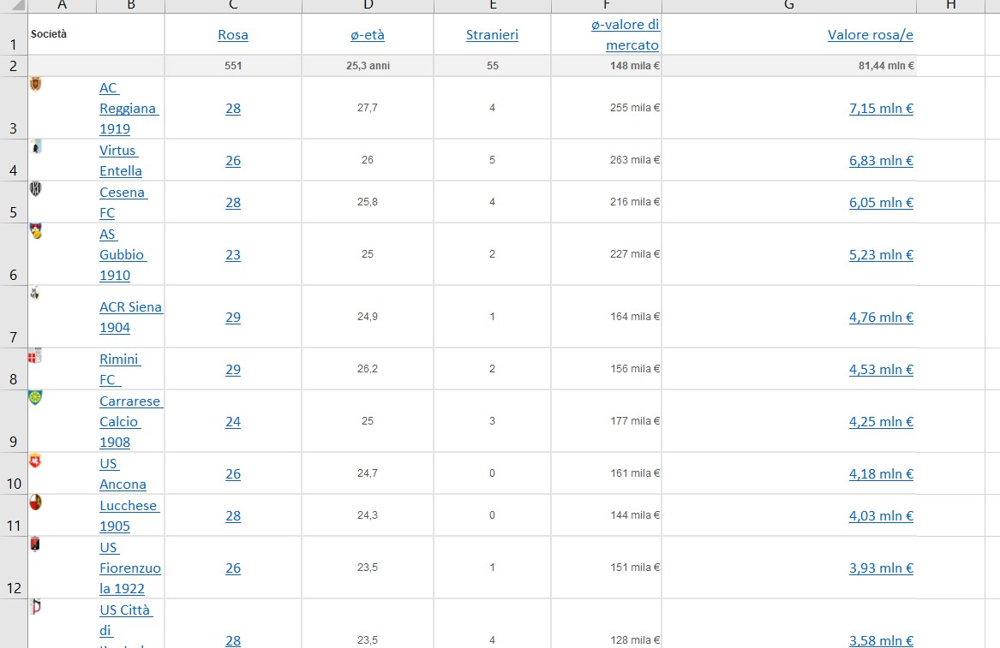 A B C D E F G H
1 Società Rosa ø-età Stranieri ø-valore di
mercato Valore rosa/e
2 551 25,3 anni 55 148 mila € 81,44 mln €
3 AC
Reggiana
1919 28 27,7 4 255 mila € 7,15 mln €
4 Virtus
Entella 26 26 5 263 mila € 6,83 mln €
5 Cesena
FC 28 25,8 4 216 mila € 6,05 mln €
6 AS
Gubbio
1910 23 25 2 227 mila € 5,23 mln €
7 ACR Siena
1904 29 24,9 1 164 mila € 4,76 mln €
8 Rimini
FC 29 26,2 2 156 mila € 4,53 mln €
9 Carrarese
Calcio
1908 24 25 3 177 mila € 4,25 mln €
10 US
Ancona 26 24,7 0 161 mila € 4,18 mln €
11 Lucchese
1905 28 24,3 0 144 mila € 4,03 mln €
12 US
Fiorenzuo
la 1922 26 23,5 1 151 mila € 3,93 mln €
US Città
di
28 23,5 4 128 mila € 3,58 mln €